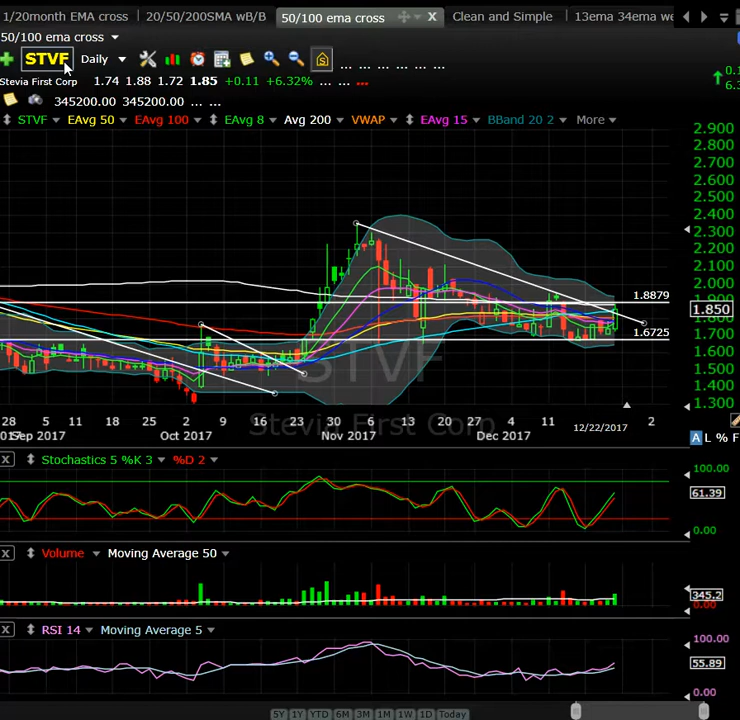 1/20month EMA cross 20/50/200SMA wB/B 50/100 ema cross X Clean and Simple 13ema 34ema
50/100 ema cross
STVF Daily ... ... ... ... ... ...
Stevia First Corp 1.74 1.88 1.72 1.85 +0.11 +6.32% ... ... ...
345200.00 345200.00 ... ...
STVF EAvg 50 EAvg 100 EAvg 8 Avg 200 VWAP EAvg 15 BBand 20 2 More
2.900
2.800
2.700
2.600
2.500
2.400
2.300
2.200
2.100
2.000
1.8879
1.850
1.6725
1.700
1.600
1.500
1.400
1.300
STVF
Stevia First Corp
28 5 11 18 25 2 9 16 23 30 6 13 20 27 4 11 12/22/2017 2
Sep 2017 Oct 2017 Nov 2017 Dec 2017
A L % F
X Stochastics 5 %K 3 %D 2
100.00
61.39
0.00
X Volume Moving Average 50
345.2
0.00
X RSI 14 Moving Average 5
100.00
55.89
0.00
5Y 1Y YTD 6M 3M 1M 1W 1D Today